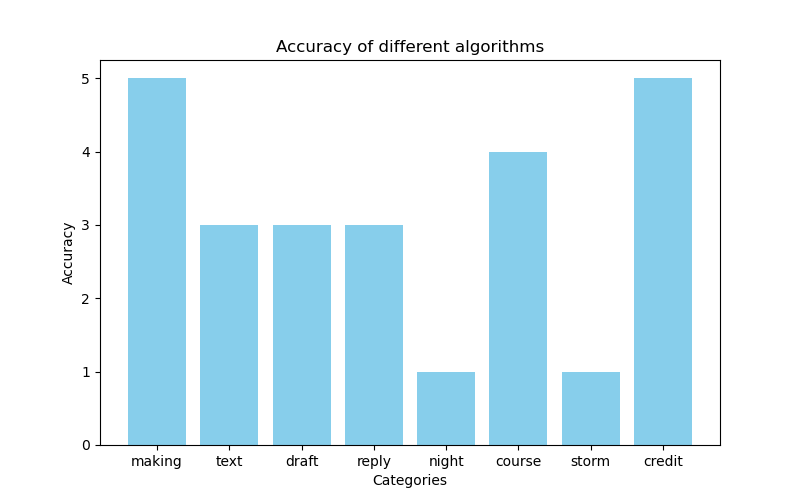 Accuracy of different algorithms
Accuracy
5
4
3
2
1
0
making text draft reply night course storm credit
Categories